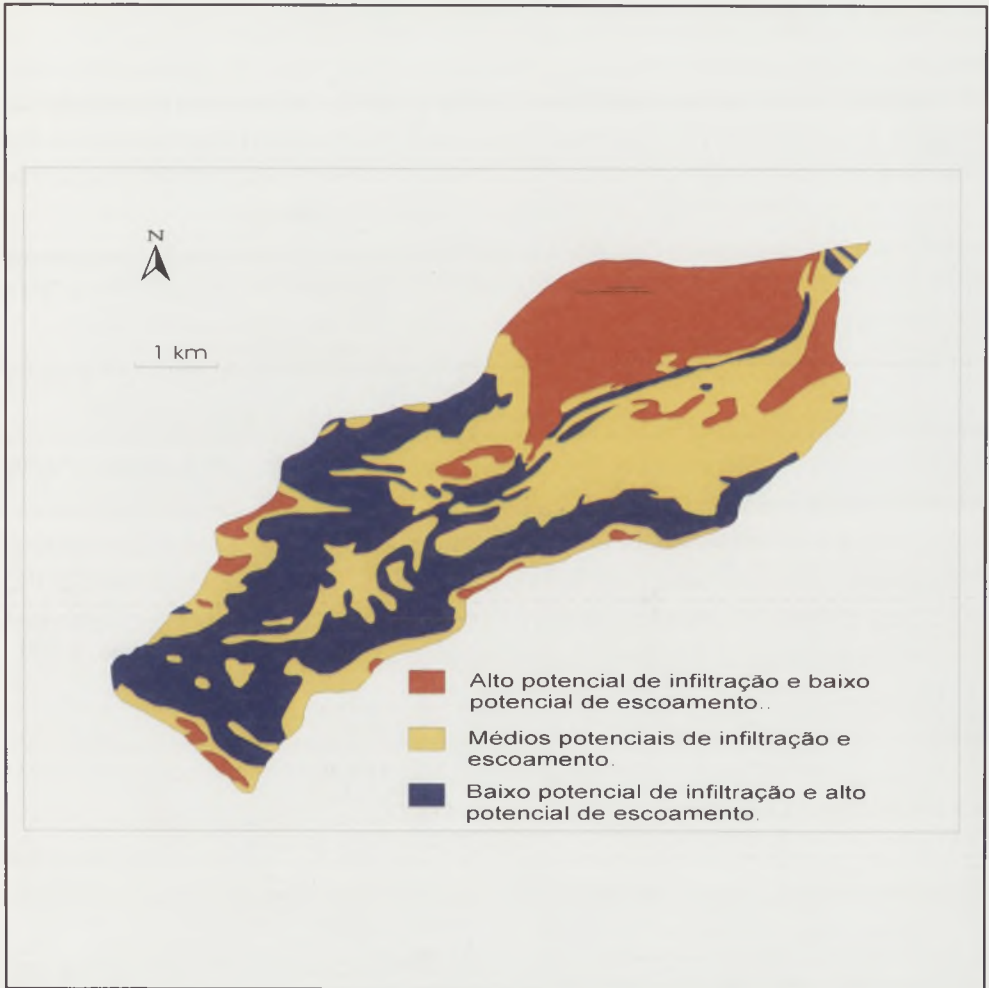 N
1 km
Alto potencial de infiltração e baixo
potencial de escoamento..
Médios potenciais de infiltração e
escoamento.
Baixo potencial de infiltração e alto
potencial de escoamento.